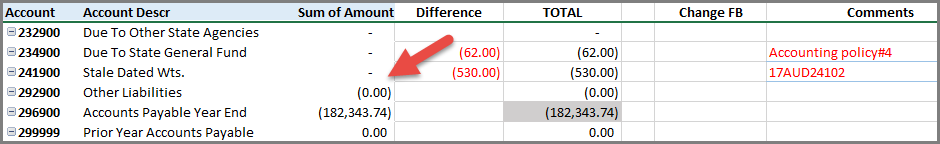 Account Account Descr Sum of Amount Difference TOTAL Change FB Comments
232900 Due To Other State Agencies - -
234900 Due To State General Fund - (62.00) (62.00) Accounting policy#4
241900 Stale Dated Wts. - (530.00) (530.00) 17AUD24102
292900 Other Liabilities (0.00) (0.00)
296900 Accounts Payable Year End (182,343.74) (182,343.74)
299999 Prior Year Accounts Payable 0.00 0.00